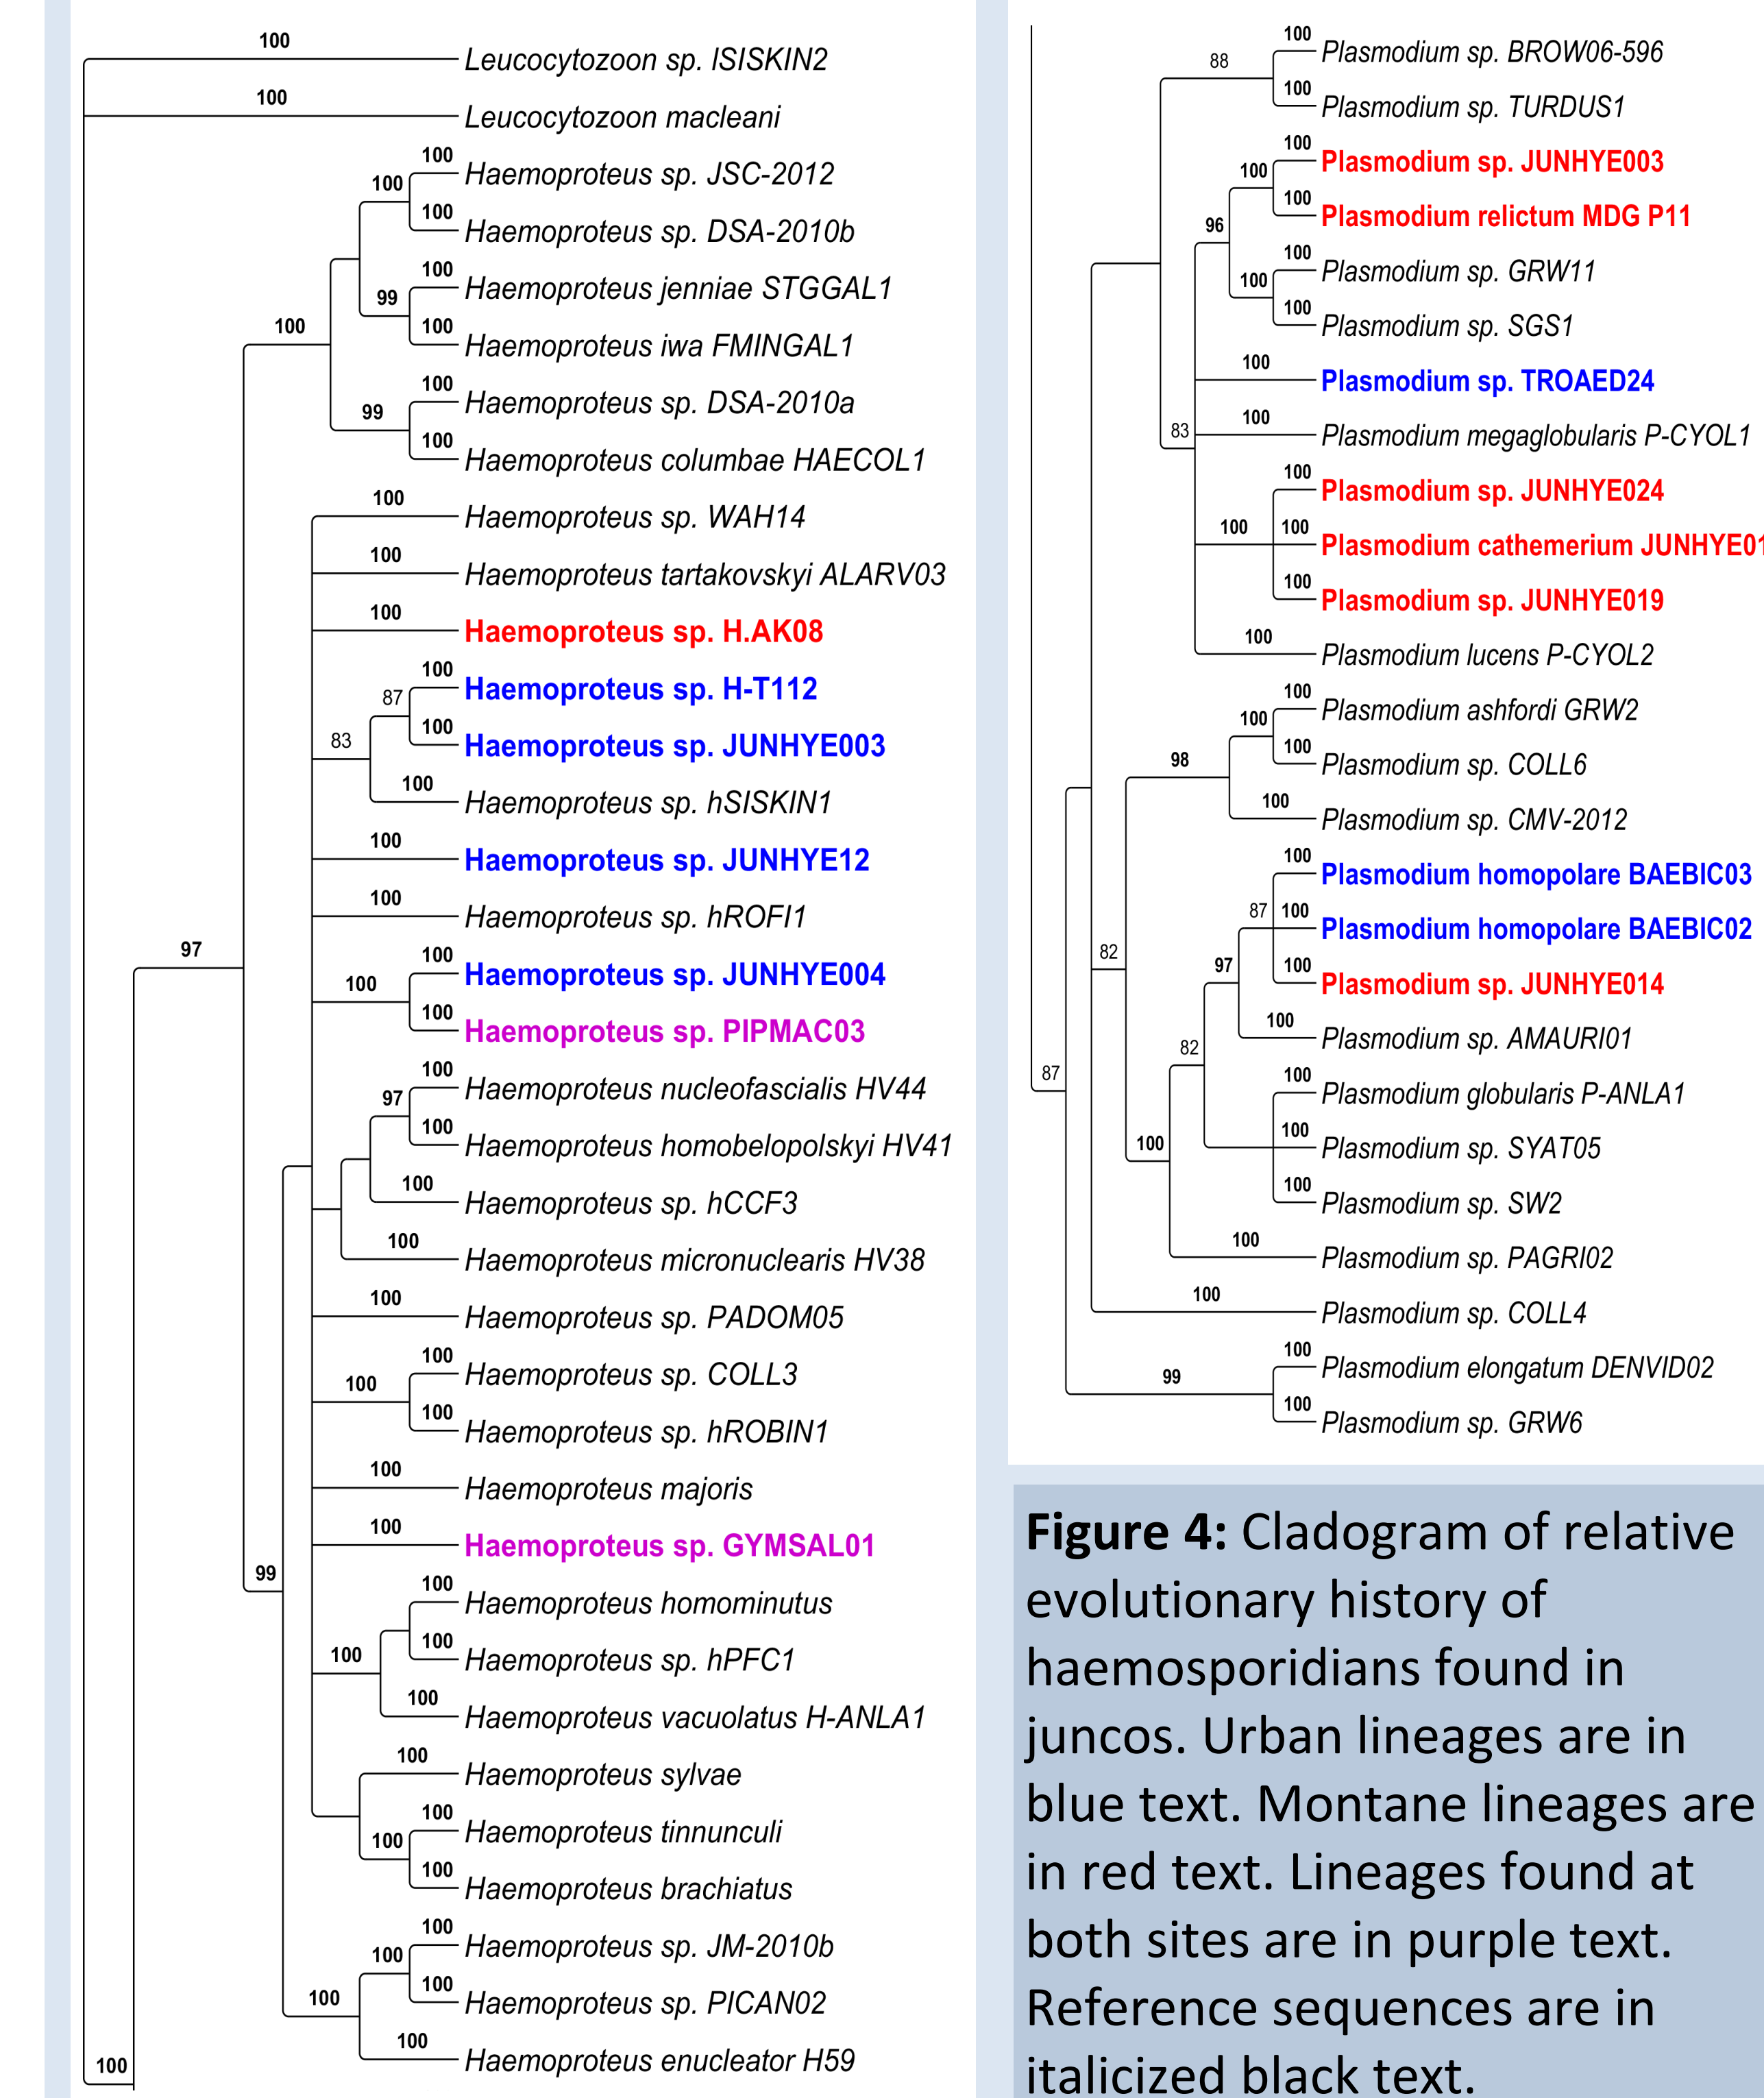 100
Leucocytozoon sp. lSISKIN2
100
Leucocytozoon macleani
100
Haemoproteus sp. JSC-2012
100
100
Haemoproteus sp. DSA-2010b
100
Haemoproteus jenniae STGGAL1
99
100
Haemoproteus iwa FMINGAL1
100
100
Haemoproteus sp. DSA-2010a
99
100
Haemoproteus columbae HAECOL1
100
Haemoproteus sp. WAH14
100
Haemoproteus tartakovskyi ALARV03
100
Haemoproteus sp. H.AK08
100
Haemoproteus sp. H-T112
87
100
Haemoproteus sp. JUNHYE003
83
100
Haemoproteus sp. hSISKIN1
100
Haemoproteus sp. JUNHYE12
100
Haemoproteus sp. hROFI1
97
100
Haemoproteus sp. JUNHYE004
100
100
Haemoproteus sp. PIPMAC03
100
Haemoproteus nucleofascialis HV44
97
100
Haemoproteus homobelopolskyi HV41
100
Haemoproteus sp. hCCF3
100
Haemoproteus micronuclearis HV38
100
Haemoproteus sp. PADOM05
100
Haemoproteus sp. COLL3
100
100
Haemoproteus sp. hROBIN1
100
Haemoproteus majoris
100
Haemoproteus sp. GYMSAL01
99
100
Haemoproteus homominutus
100
Haemoproteus sp. hPFC1
100
100
Haemoproteus vacuolatus H-ANLA1
100
Haemoproteus sylvae
100
Haemoproteus tinnunculi
100
100
Haemoproteus brachiatus
100
Haemoproteus sp. JM-2010b
100
100
Haemoproteus sp. PICAN02
100
100
Haemoproteus enucleator H59
100
100
Plasmodium sp. BROW06-596
88
100
Plasmodium sp. TURDUS1
100
Plasmodium sp. JUNHYE003
100
100
Plasmodium relictum MDG P11
96
100
Plasmodium sp. GRW11
100
100
Plasmodium sp. SGS1
100
Plasmodium sp. TROAED24
83
100
Plasmodium megaglobularis P-CYOL1
100
Plasmodium sp. JUNHYE024
100
100
Plasmodium cathemerium JUNHYE01
100
Plasmodium sp. JUNHYE019
100
Plasmodium lucens P-CYOL2
100
Plasmodium ashfordi GRW2
100
100
Plasmodium sp. COLL6
98
100
Plasmodium sp. CMV-2012
100
Plasmodium homopolare BAEBIC03
87
100
Plasmodium homopolare BAEBIC02
82
97
100
Plasmodium sp. JUNHYE014
100
Plasmodium sp. AMAURI01
82
87
100
Plasmodium globularis P-ANLA1
100
100
Plasmodium sp. SYAT05
100
Plasmodium sp. SW2
100
Plasmodium sp. PAGRI02
100
Plasmodium sp. COLL4
100
Plasmodium elongatum DENVID02
99
100
Plasmodium sp. GRW6
Figure 4: Cladogram of relative
evolutionary history of
haemosporidians found in
juncos. Urban lineages are in
blue text. Montane lineages are
in red text. Lineages found at
both sites are in purple text.
Reference sequences are in
italicized black text.